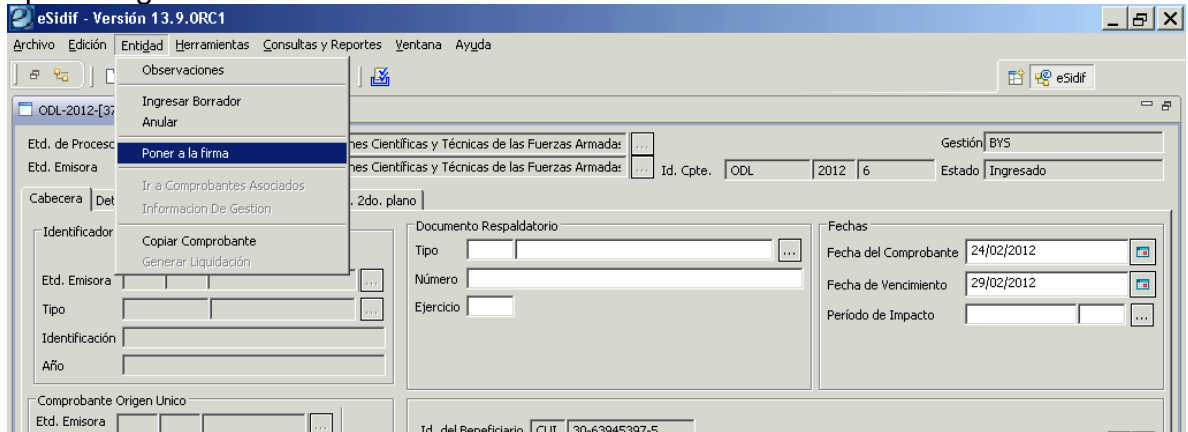 eSidif - Versión 13.9.0RC1
Archivo Edición Entidad Herramientas Consultas y Reportes Ventana Ayuda
eSidif
Observaciones
Ingresar Borrador
Anular
Poner a la firma
Ir a Comprobantes Asociados
Informacion De Gestion
Copiar Comprobante
Generar Liquidación
ODL-2012-[37
Etd. de Proceso nes Científicas y Técnicas de las Fuerzas Armada: ... Gestión BYS
Etd. Emisora nes Científicas y Técnicas de las Fuerzas Armada: ... Id. Cpte. ODL 2012 6 Estado Ingresado
Cabecera Det . 2do. plano
Identificador
Etd. Emisora ...
Tipo ...
Identificación
Año
Documento Respaldatorio
Tipo ...
Número
Ejercicio
Fechas
Fecha del Comprobante 24/02/2012
Fecha de Vencimiento 29/02/2012
Período de Impacto ...
Comprobante Origen Unico
Etd. Emisora ...
Id. del Beneficiario CUI 30-63945397-5